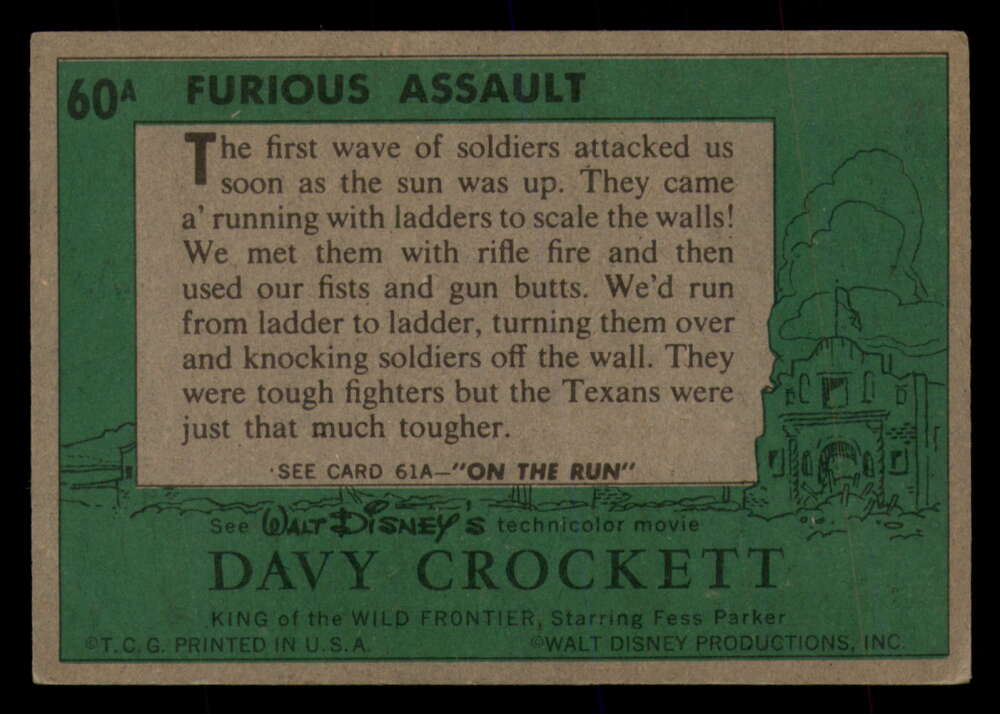 60A FURIOUS ASSAULT
The first wave of soldiers attacked us
soon as the sun was up. They came
a' running with ladders to scale the walls!
We met them with rifle fire and then
used our fists and gun butts. We'd run
from ladder to ladder, turning them over
and knocking soldiers off the wall. They
were tough fighters but the Texans were
just that much tougher.
SEE CARD 61A—"ON THE RUN"
See WALT DISNEY'S technicolor movie
DAVY CROCKETT
KING of the WILD FRONTIER, Starring Fess Parker
©T.C.G. PRINTED IN U.S.A. ©WALT DISNEY PRODUCTIONS, INC.